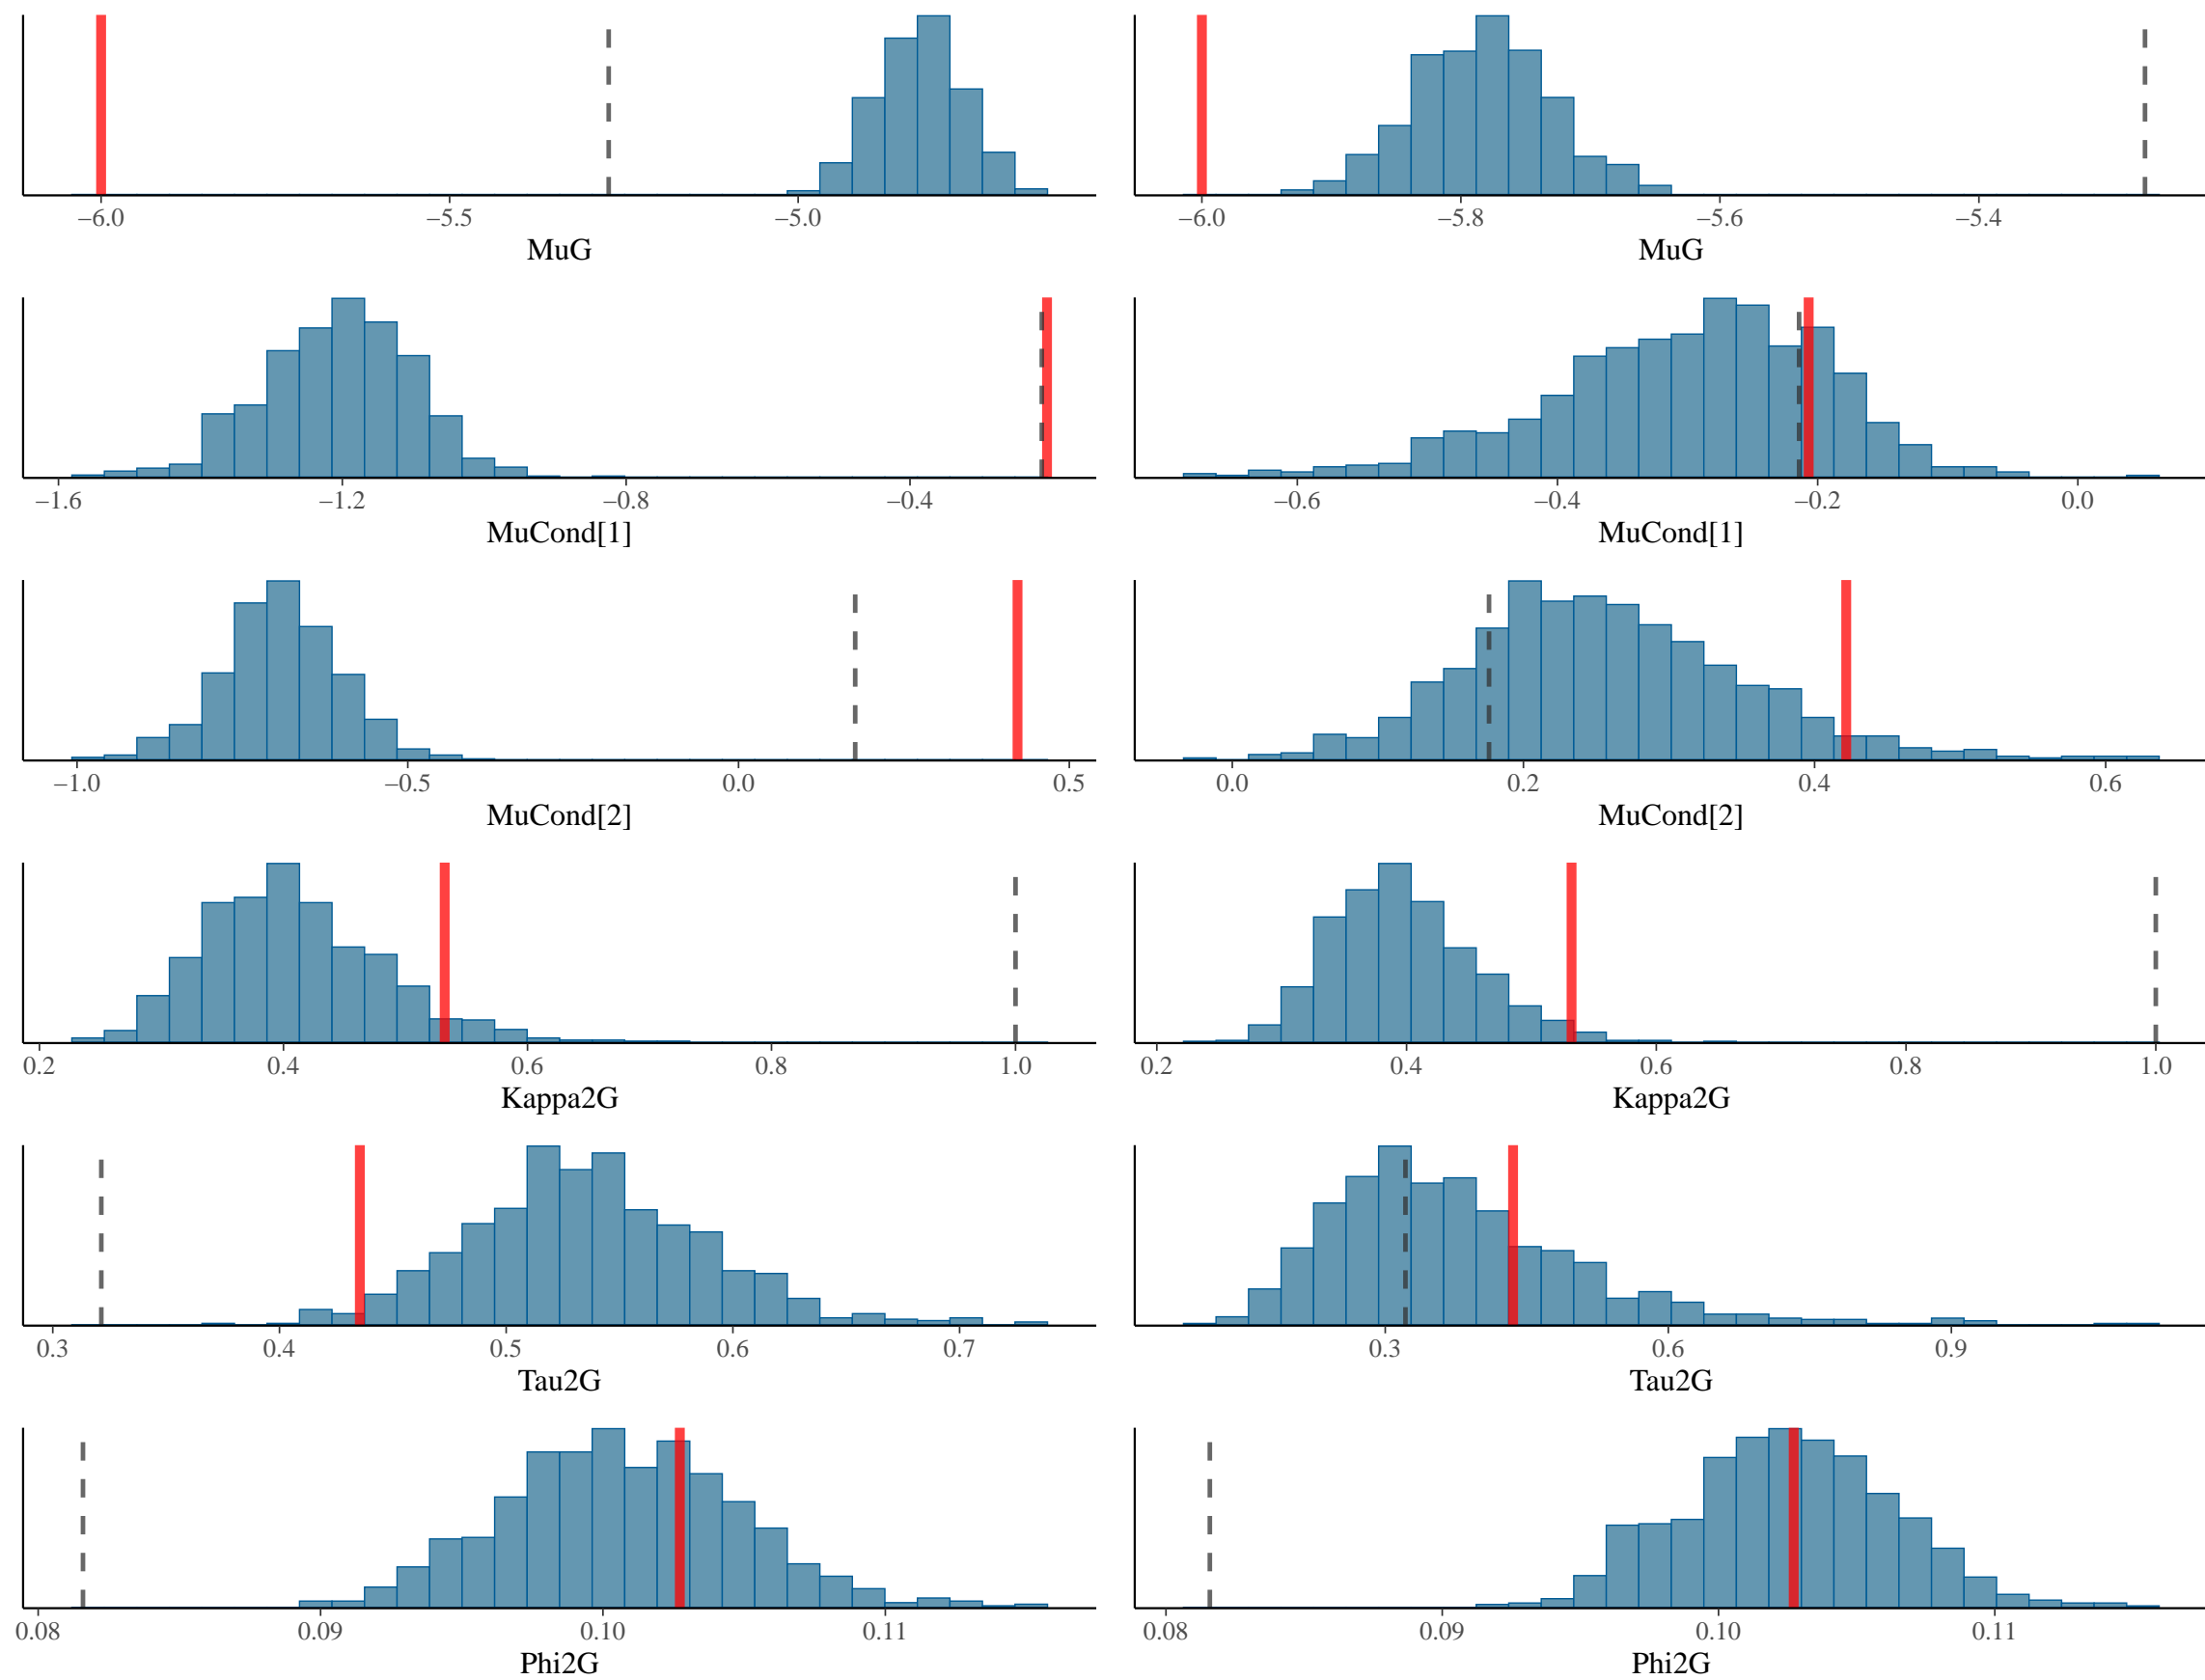 −6.0 −5.5 −5.0
MuG
−6.0 −5.8 −5.6 −5.4
MuG
−1.6 −1.2 −0.8 −0.4
MuCond[1]
−0.6 −0.4 −0.2 0.0
MuCond[1]
−1.0 −0.5 0.0 0.5
MuCond[2]
0.0 0.2 0.4 0.6
MuCond[2]
0.2 0.4 0.6 0.8 1.0
Kappa2G
0.2 0.4 0.6 0.8 1.0
Kappa2G
0.3 0.4 0.5 0.6 0.7
Tau2G
0.3 0.6 0.9
Tau2G
0.08 0.09 0.10 0.11
Phi2G
0.08 0.09 0.10 0.11
Phi2G